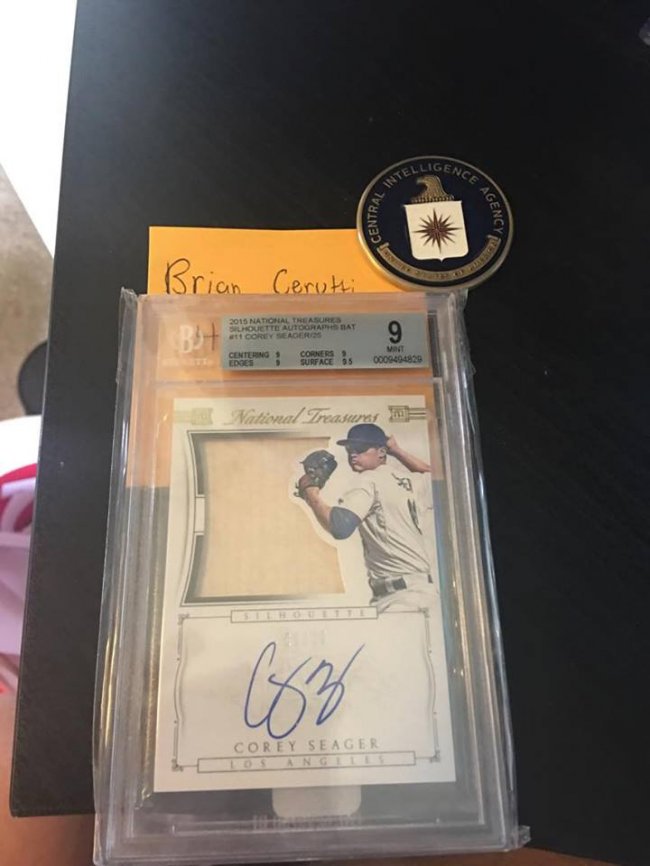 CENTRAL INTELLIGENCE AGENCY
UNITED STATES OF AMERICA
Brian Cerutti
2015 NATIONAL TREASURES
SILHOUETTE AUTOGRAPHS BAT
#11 COREY SEAGER/25
CENTERING 9 CORNERS 9
EDGES 9 SURFACE 9.5
9
MINT
0009494829
BECKETT
National Treasures
SILHOUETTE
COREY SEAGER
LOS ANGELES